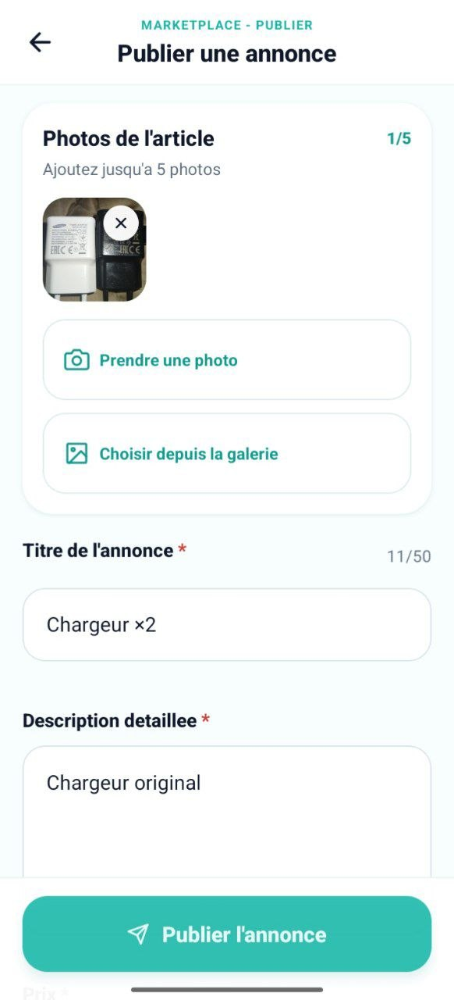 MARKETPLACE - PUBLIER
Publier une annonce
Photos de l'article
1/5
Ajoutez jusqu'a 5 photos
Prendre une photo
Choisir depuis la galerie
Titre de l'annonce *
11/50
Chargeur ×2
Description detaillee *
Chargeur original
Publier l'annonce
Prix *